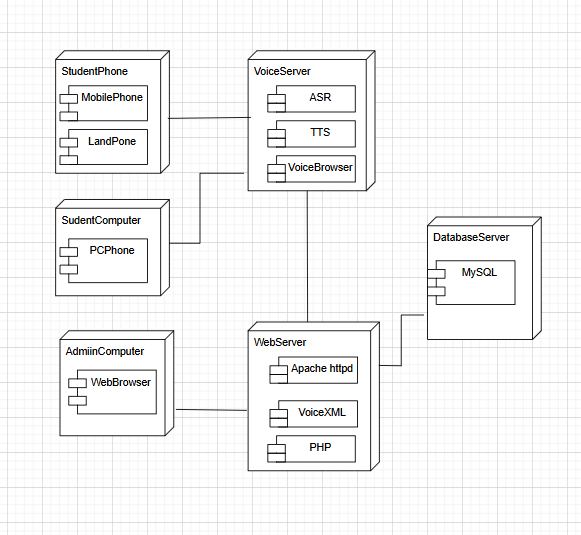 StudentPhone
MobilePhone
LandPone
VoiceServer
ASR
TTS
VoiceBrowser
SudentComputer
PCPhone
DatabaseServer
MySQL
AdmiinComputer
WebBrowser
WebServer
Apache httpd
VoiceXML
PHP